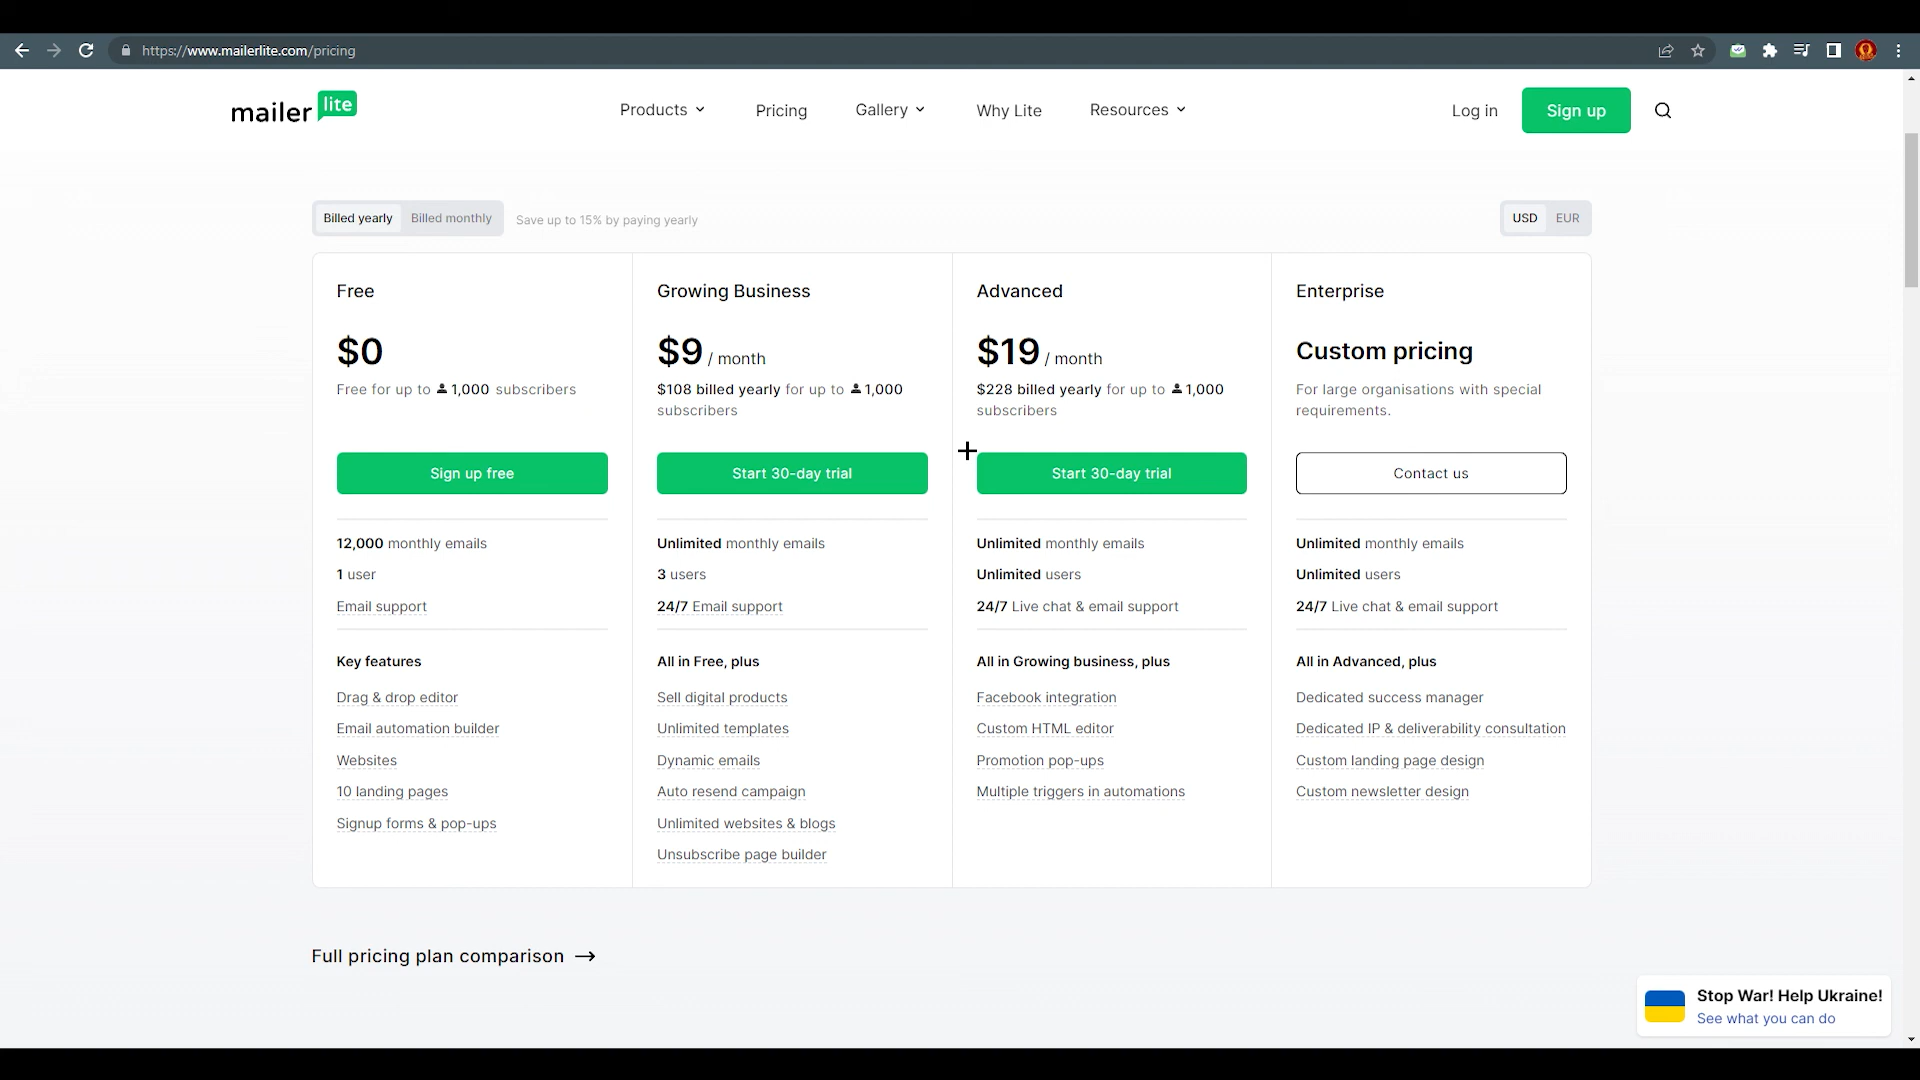 https://www.mailerlite.com/pricing
mailer lite
Products
Pricing
Gallery
Why Lite
Resources
Log in
Sign up
Billed yearly
Billed monthly
Save up to 15% by paying yearly
USD
EUR
Free
$0
Free for up to 1,000 subscribers
Sign up free
12,000 monthly emails
1 user
Email support
Key features
Drag & drop editor
Email automation builder
Websites
10 landing pages
Signup forms & pop-ups
Growing Business
$9 / month
$108 billed yearly for up to 1,000
subscribers
Start 30-day trial
Unlimited monthly emails
3 users
24/7 Email support
All in Free, plus
Sell digital products
Unlimited templates
Dynamic emails
Auto resend campaign
Unlimited websites & blogs
Unsubscribe page builder
Advanced
$19 / month
$228 billed yearly for up to 1,000
subscribers
Start 30-day trial
Unlimited monthly emails
Unlimited users
24/7 Live chat & email support
All in Growing business, plus
Facebook integration
Custom HTML editor
Promotion pop-ups
Multiple triggers in automations
Enterprise
Custom pricing
For large organisations with special
requirements.
Contact us
Unlimited monthly emails
Unlimited users
24/7 Live chat & email support
All in Advanced, plus
Dedicated success manager
Dedicated IP & deliverability consultation
Custom landing page design
Custom newsletter design
Full pricing plan comparison
Stop War! Help Ukraine!
See what you can do